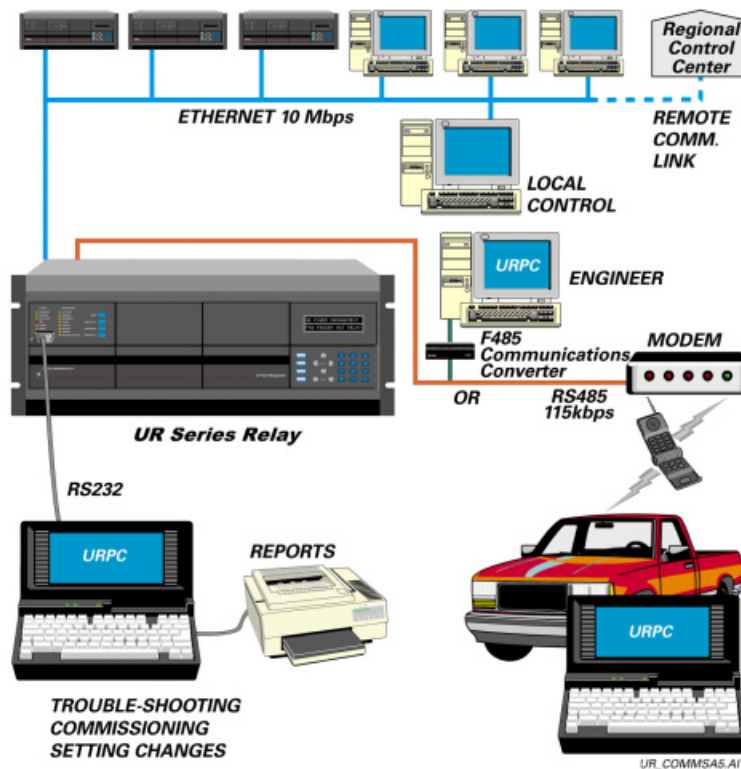 Regional
Control
Center
ETHERNET 10 Mbps
REMOTE
COMM.
LINK
LOCAL
CONTROL
URPC
ENGINEER
F485
Communications
Converter
MODEM
OR
RS485
115kbps
UR Series Relay
RS232
URPC
REPORTS
URPC
TROUBLE-SHOOTING
COMMISSIONING
SETTING CHANGES
UR_COMMSA5.AI